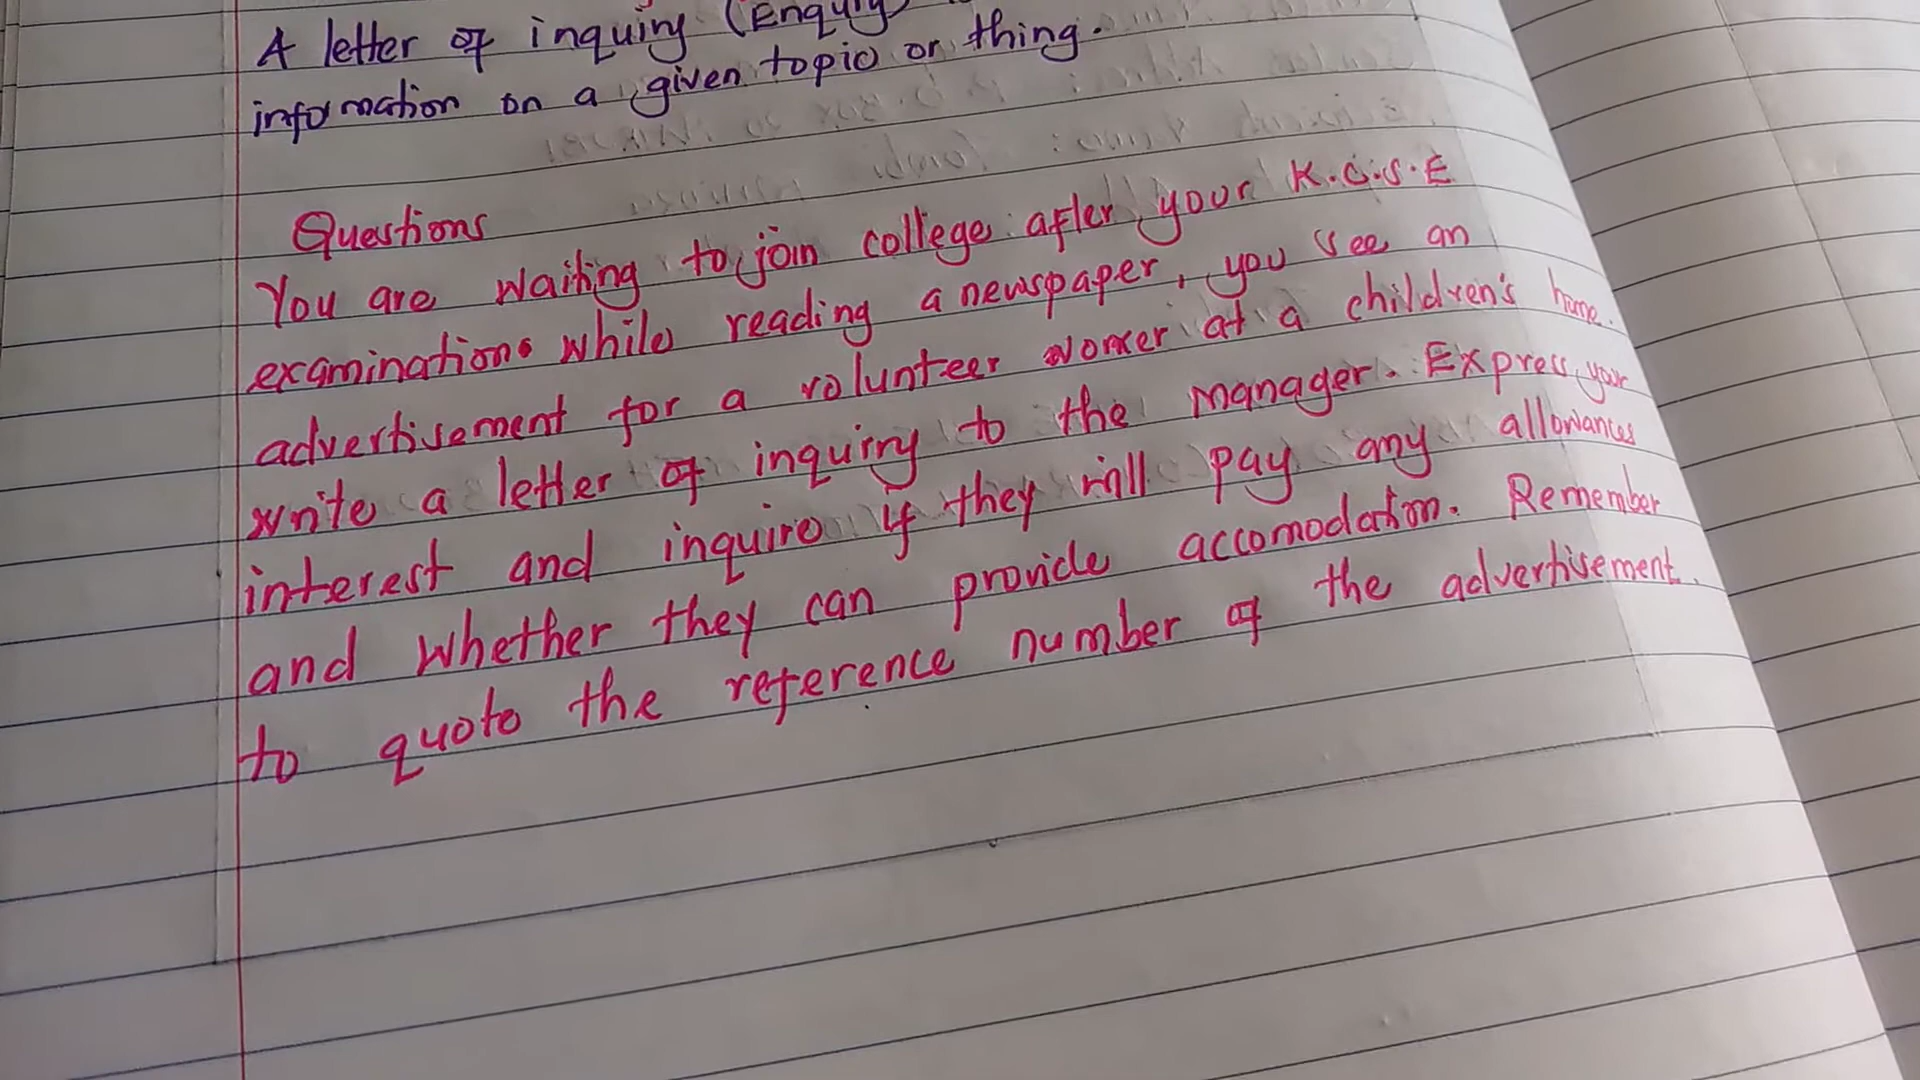 A letter of inquiry (Enquiry)
information on a given topic or thing.
Questions
You are waiting to join college after your K.C.S.E
examinations while reading a newspaper, you see an
advertisement for a volunteer worker at a children's home.
write a letter of inquiry to the manager. Express your
interest and inquire if they will pay any allowances
and whether they can provide accomodation. Remember
to quote the reference number of the advertisement.